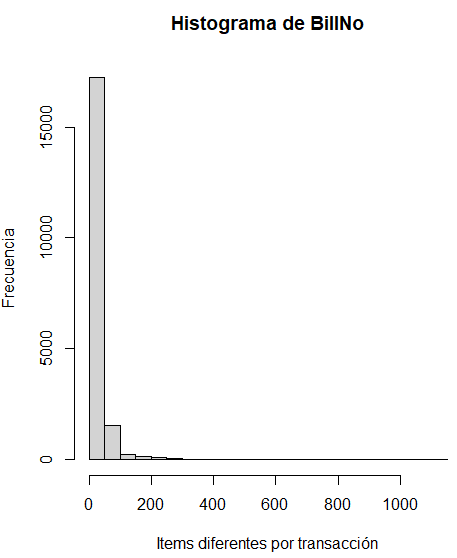 Histograma de BillNo
Frecuencia
15000
10000
5000
0
0 200 400 600 800 1000
Items diferentes por transacción